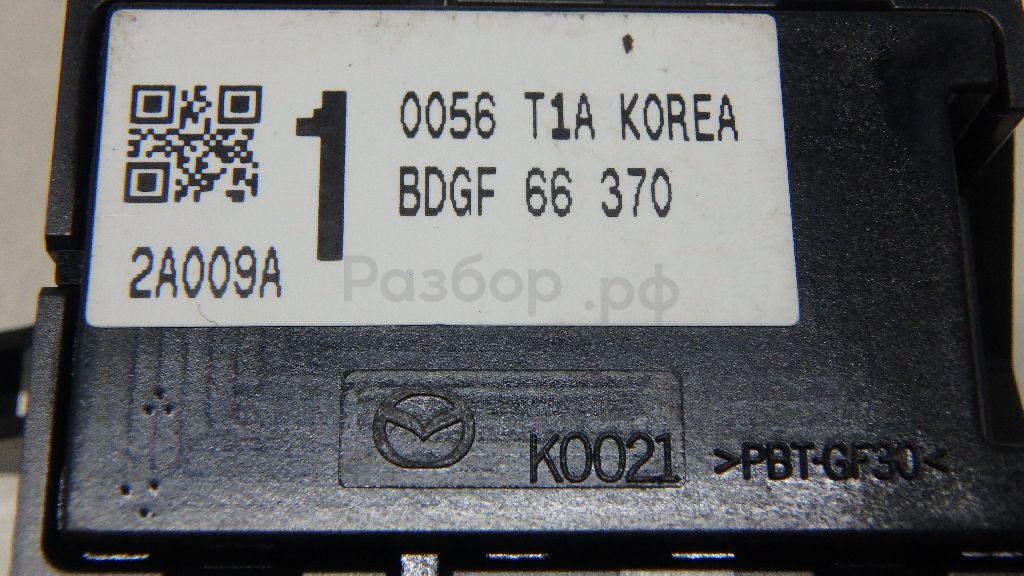 1
0056 T1A KOREA
BDGF 66 370
2A009A
Разбор.рф
K0021
>PBT-GF30<